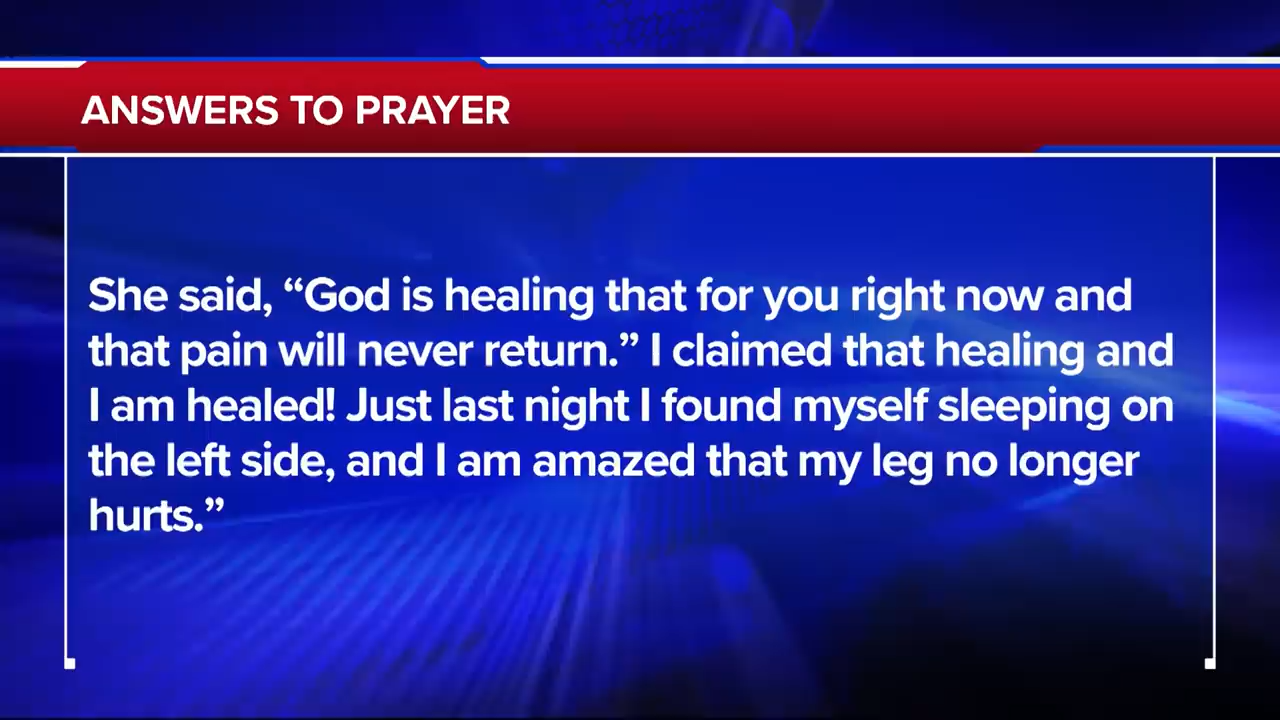 ANSWERS TO PRAYER
She said, “God is healing that for you right now and
that pain will never return.” I claimed that healing and
I am healed! Just last night I found myself sleeping on
the left side, and I am amazed that my leg no longer
hurts.”